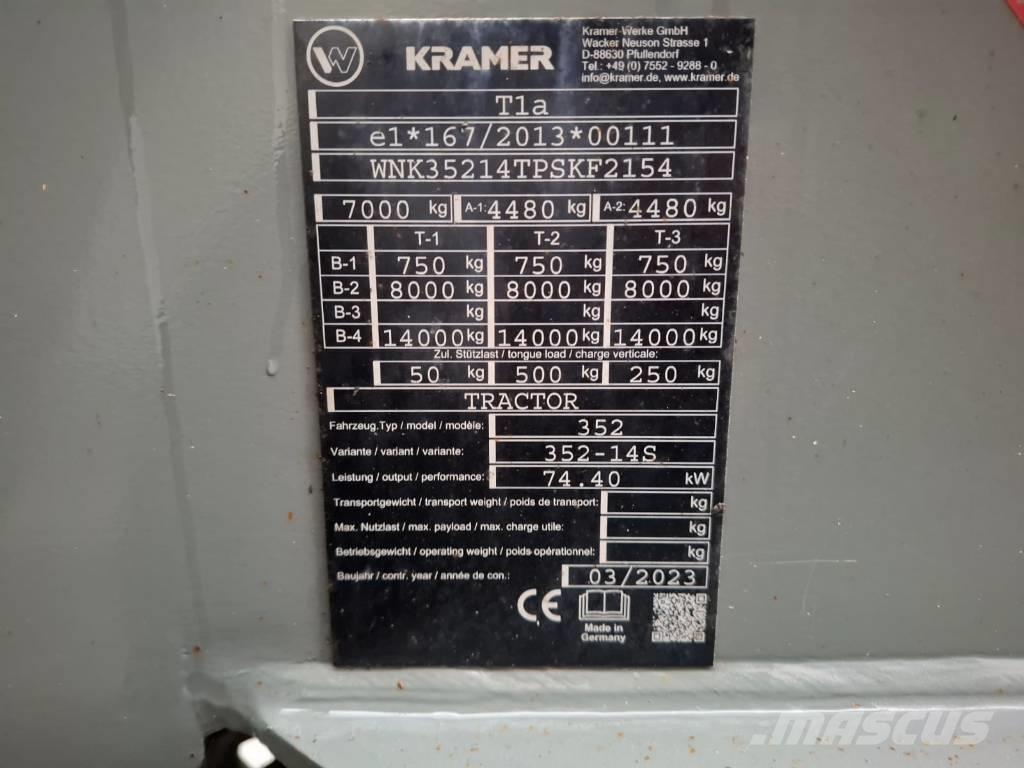 W KRAMER
Kramer-Werke GmbH
Wacker Neuson Strasse 1
D-88630 Pfullendorf
Tel.: +49 (0) 7552 - 9288 - 0
info@kramer.de, www.kramer.de
T1a
e1*167/2013*00111
WNK35214TPSKF2154
7000 kg A-1: 4480 kg A-2: 4480 kg
T-1 T-2 T-3
B-1 750 kg 750 kg 750 kg
B-2 8000 kg 8000 kg 8000 kg
B-3 kg kg kg
B-4 14000 kg 14000 kg 14000 kg
Zul. Stützlast / tongue load / charge verticale:
50 kg 500 kg 250 kg
TRACTOR
Fahrzeug.Typ / model / modèle: 352
Variante / variant / variante: 352-14S
Leistung / output / performance: 74.40 kW
Transportgewicht / transport weight / poids de transport: kg
Max. Nutzlast / max. payload / max. charge utile: kg
Betriebsgewicht / operating weight / poids opérationnel: kg
Baujahr / contr. year / année de con.: 03/2023
CE
Made in
Germany
MASCUS